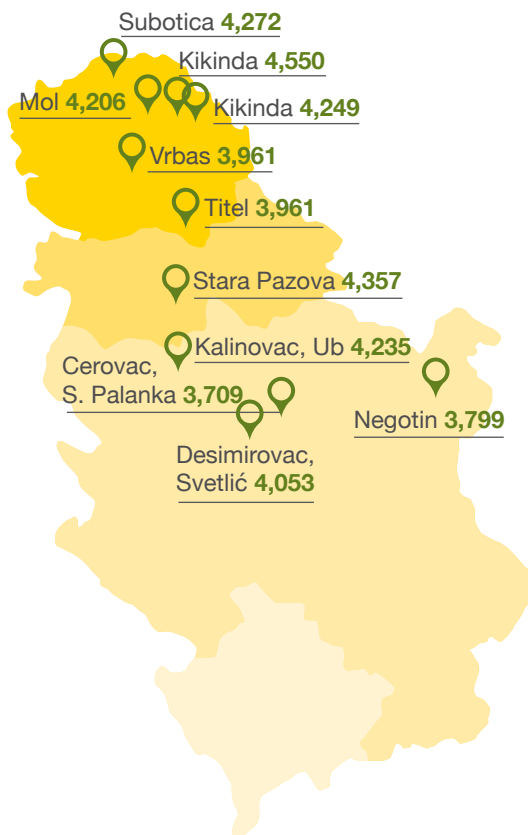 Subotica 4,272
Kikinda 4,550
Mol 4,206
Kikinda 4,249
Vrbas 3,961
Titel 3,961
Stara Pazova 4,357
Kalinovac, Ub 4,235
Cerovac,
S. Palanka 3,709
Negotin 3,799
Desimirovac,
Svetlić 4,053